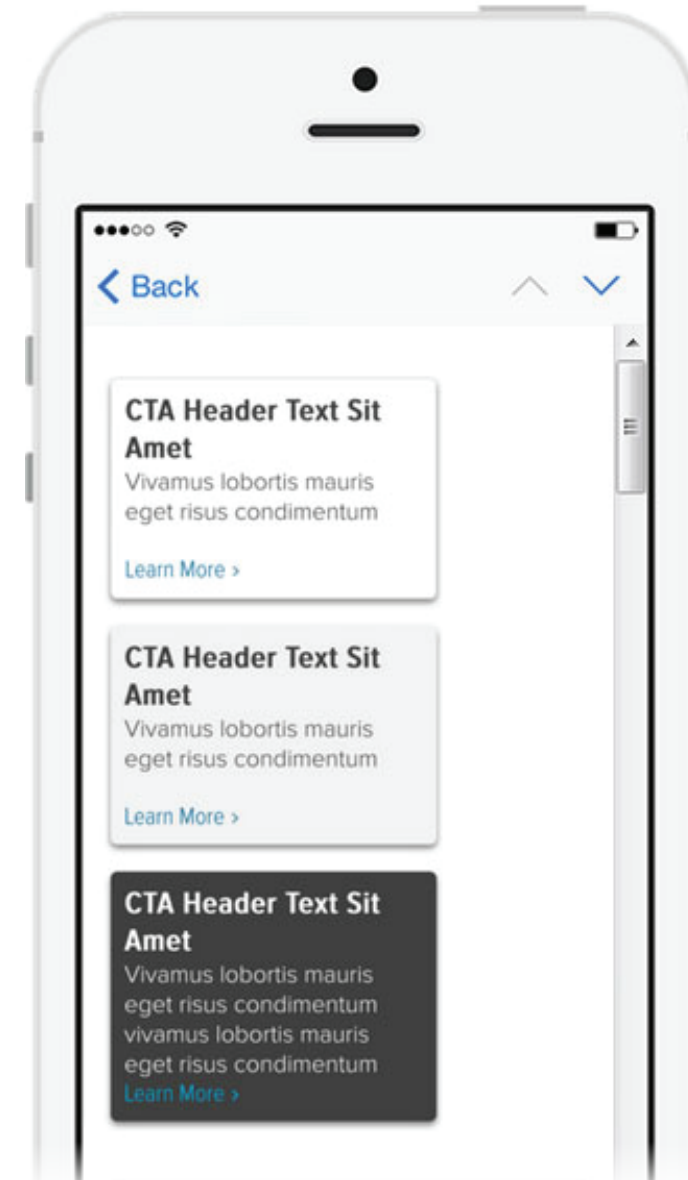 Back
CTA Header Text Sit
Amet
Vivamus lobortis mauris
eget risus condimentum
Learn More ›
CTA Header Text Sit
Amet
Vivamus lobortis mauris
eget risus condimentum
Learn More ›
CTA Header Text Sit
Amet
Vivamus lobortis mauris
eget risus condimentum
vivamus lobortis mauris
eget risus condimentum
Learn More ›